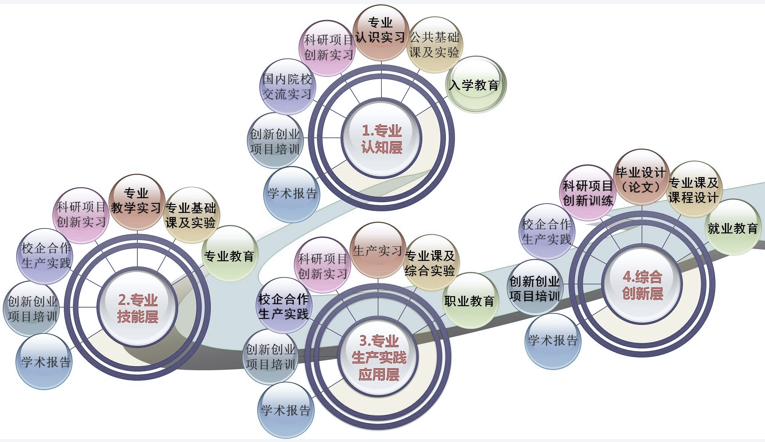 专业
认识实习
科研项目
创新实习
公共基础
课及实验
国内院校
交流实习
入学教育
创新创业
项目培训
学术报告
1.专业
认知层
专业
教学实习
科研项目
创新实习
专业基础
课及实验
校企合作
生产实践
专业教育
创新创业
项目培训
学术报告
2.专业
技能层
生产实习
科研项目
创新实习
专业课及
综合实验
校企合作
生产实践
职业教育
创新创业
项目培训
学术报告
3.专业
生产实践
应用层
毕业设计
（论文）
科研项目
创新训练
专业课及
课程设计
校企合作
生产实践
就业教育
创新创业
项目培训
学术报告
4.综合
创新层